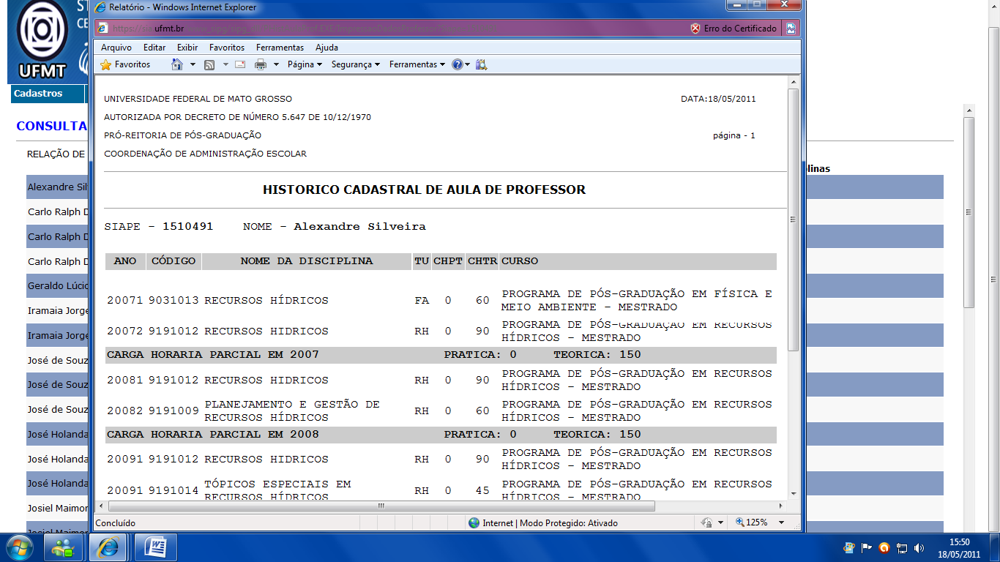 Relatório - Windows Internet Explorer
ufmt.br
Erro do Certificado
Arquivo Editar Exibir Favoritos Ferramentas Ajuda
Favoritos Página Segurança Ferramentas
UFMT
Cadastros
CONSULTA
RELAÇÃO DE
Alexandre Sil
Carlo Ralph D
Carlo Ralph D
Carlo Ralph D
Geraldo Lúcio
Iramaia Jorge
Iramaia Jorge
José de Souz
José de Souz
José de Souz
José Holanda
José Holanda
José Holanda
Josiel Maimor
Josiel Maimor
UNIVERSIDADE FEDERAL DE MATO GROSSO DATA:18/05/2011
AUTORIZADA POR DECRETO DE NÚMERO 5.647 DE 10/12/1970
PRÓ-REITORIA DE PÓS-GRADUAÇÃO página - 1
COORDENAÇÃO DE ADMINISTRAÇÃO ESCOLAR
HISTORICO CADASTRAL DE AULA DE PROFESSOR
SIAPE - 1510491 NOME - Alexandre Silveira
ANO CÓDIGO NOME DA DISCIPLINA TU CHPT CHTR CURSO
20071 9031013 RECURSOS HÍDRICOS FA 0 60 PROGRAMA DE PÓS-GRADUAÇÃO EM FÍSICA E
MEIO AMBIENTE - MESTRADO
20072 9191012 RECURSOS HIDRICOS RH 0 90 PROGRAMA DE PÓS-GRADUAÇÃO EM RECURSOS
HÍDRICOS - MESTRADO
CARGA HORARIA PARCIAL EM 2007 PRATICA: 0 TEORICA: 150
20081 9191012 RECURSOS HIDRICOS RH 0 90 PROGRAMA DE PÓS-GRADUAÇÃO EM RECURSOS
HÍDRICOS - MESTRADO
20082 9191009 PLANEJAMENTO E GESTÃO DE
RECURSOS HÍDRICOS RH 0 60 PROGRAMA DE PÓS-GRADUAÇÃO EM RECURSOS
HÍDRICOS - MESTRADO
CARGA HORARIA PARCIAL EM 2008 PRATICA: 0 TEORICA: 150
20091 9191012 RECURSOS HIDRICOS RH 0 90 PROGRAMA DE PÓS-GRADUAÇÃO EM RECURSOS
HÍDRICOS - MESTRADO
20091 9191014 TÓPICOS ESPECIAIS EM
RECURSOS HÍDRICOS RH 0 45 PROGRAMA DE PÓS-GRADUAÇÃO EM RECURSOS
HÍDRICOS - MESTRADO
linas
Concluído Internet | Modo Protegido: Ativado 125%
15:50
18/05/2011